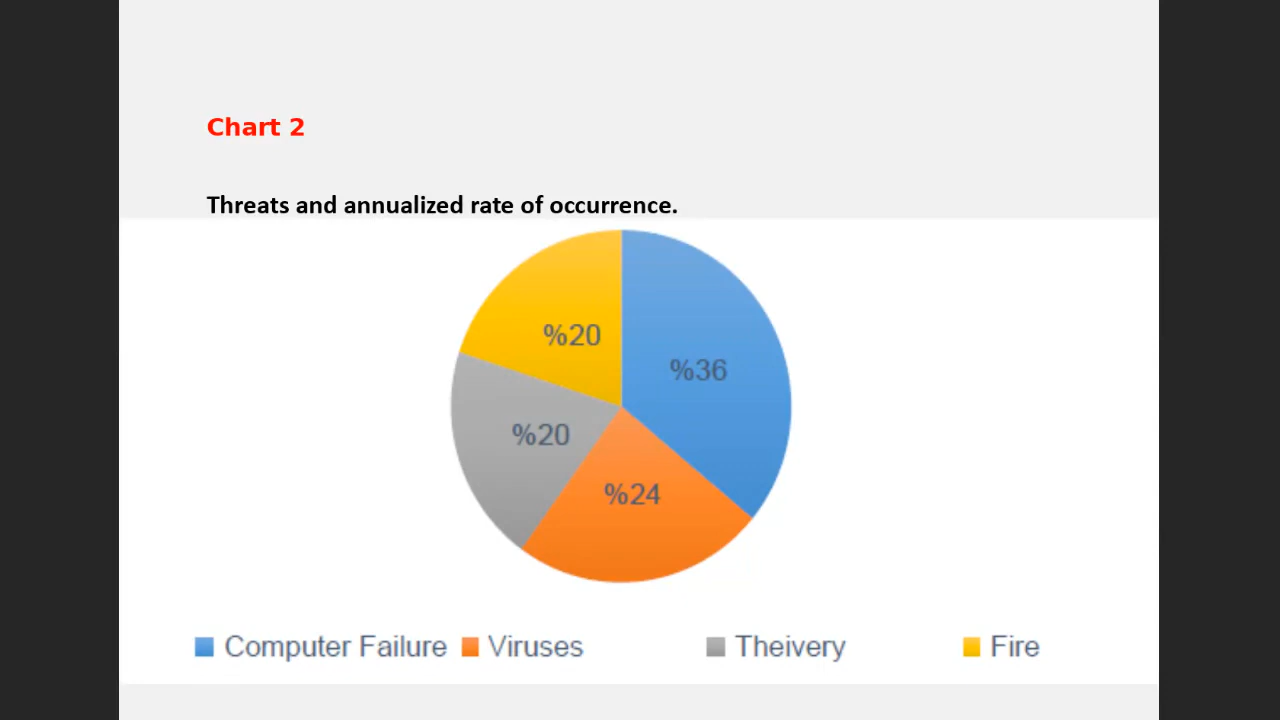 Chart 2
Threats and annualized rate of occurrence.
%20
%36
%20
%24
Computer Failure Viruses Theivery Fire